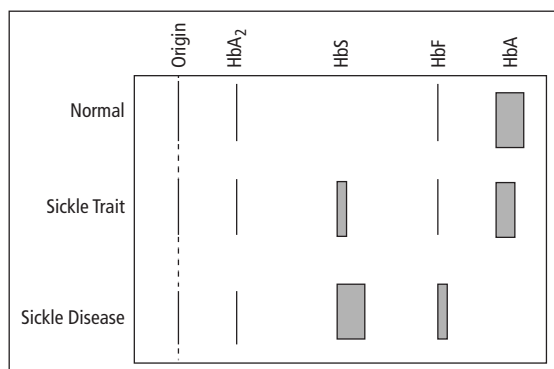 Origin
HbA₂
HbS
HbF
HbA
Normal
Sickle Trait
Sickle Disease